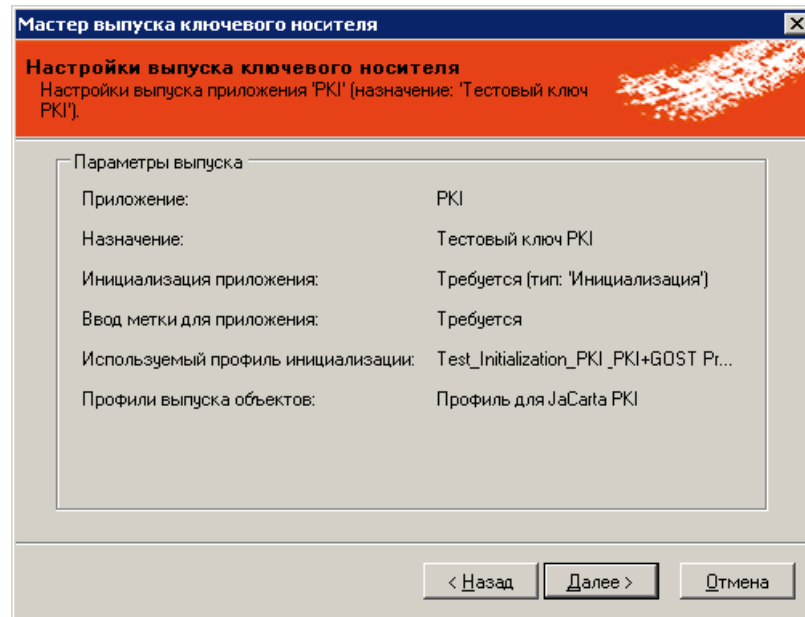 Мастер выпуска ключевого носителя
Настройки выпуска ключевого носителя
Настройки выпуска приложения 'PKI' (назначение: 'Тестовый ключ
PKI').
Параметры выпуска
Приложение: PKI
Назначение: Тестовый ключ PKI
Инициализация приложения: Требуется (тип: 'Инициализация')
Ввод метки для приложения: Требуется
Используемый профиль инициализации: Test_Initialization_PKI _PKI+GOST Pr...
Профили выпуска объектов: Профиль для JaCarta PKI
< Назад Далее > Отмена